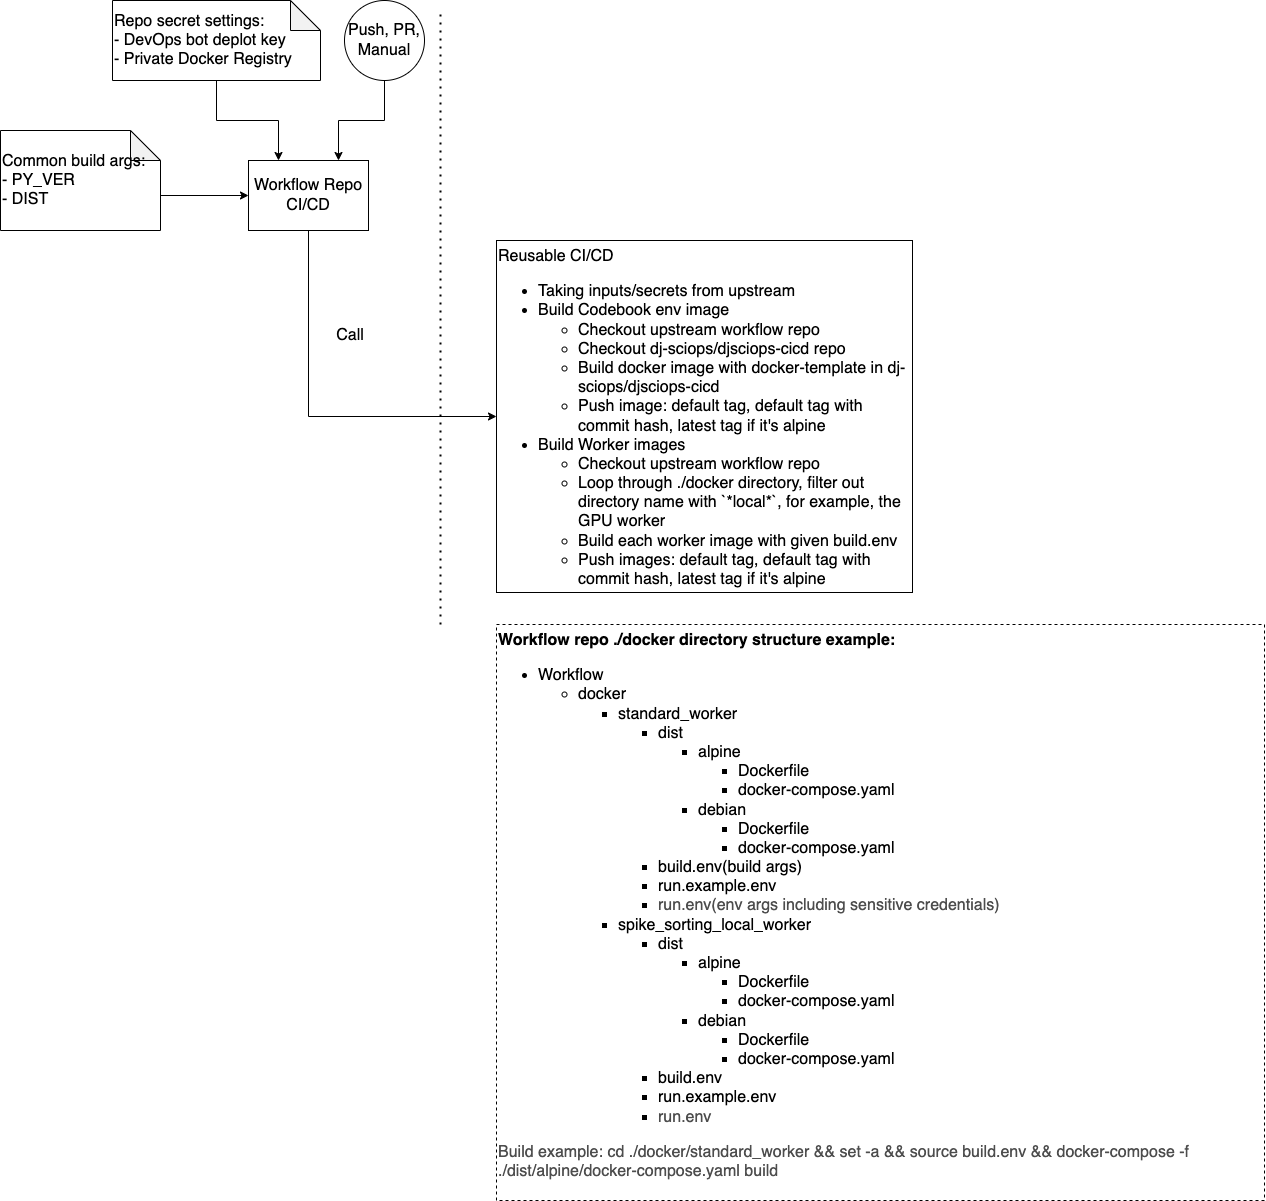 Repo secret settings:
- DevOps bot deplot key
- Private Docker Registry
Push, PR,
Manual
Common build args:
- PY_VER
- DIST
Workflow Repo
CI/CD
Call
Reusable CI/CD
• Taking inputs/secrets from upstream
• Build Codebook env image
◦ Checkout upstream workflow repo
◦ Checkout dj-sciops/djsciops-cicd repo
◦ Build docker image with docker-template in dj-
sciops/djsciops-cicd
◦ Push image: default tag, default tag with
commit hash, latest tag if it's alpine
• Build Worker images
◦ Checkout upstream workflow repo
◦ Loop through ./docker directory, filter out
directory name with `*local*`, for example, the
GPU worker
◦ Build each worker image with given build.env
◦ Push images: default tag, default tag with
commit hash, latest tag if it's alpine
Workflow repo ./docker directory structure example:
• Workflow
◦ docker
▪ standard_worker
▪ dist
▪ alpine
▪ Dockerfile
▪ docker-compose.yaml
▪ debian
▪ Dockerfile
▪ docker-compose.yaml
▪ build.env(build args)
▪ run.example.env
▪ run.env(env args including sensitive credentials)
▪ spike_sorting_local_worker
▪ dist
▪ alpine
▪ Dockerfile
▪ docker-compose.yaml
▪ debian
▪ Dockerfile
▪ docker-compose.yaml
▪ build.env
▪ run.example.env
▪ run.env
Build example: cd ./docker/standard_worker && set -a && source build.env && docker-compose -f
./dist/alpine/docker-compose.yaml build